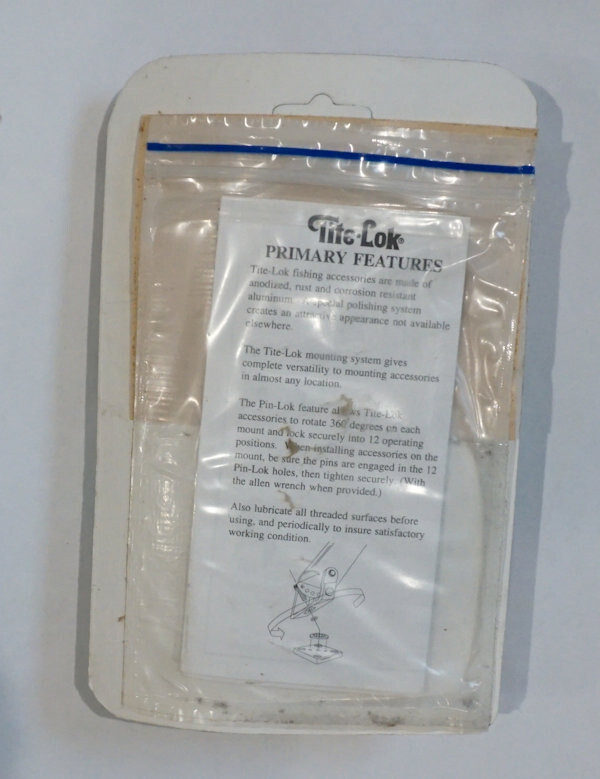 Tite-Lok®
PRIMARY FEATURES
Tite-Lok fishing accessories are made of
anodized, rust and corrosion resistant
aluminum special polishing system
creates an attractive appearance not available
elsewhere.
The Tite-Lok mounting system gives
complete versatility to mounting accessories
in almost any location.
The Pin-Lok feature allows Tite-Lok
accessories to rotate 360 degrees on each
mount and lock securely into 12 operating
positions. When installing accessories on the
mount, be sure the pins are engaged in the 12
Pin-Lok holes, then tighten securely. (With
the allen wrench when provided.)
Also lubricate all threaded surfaces before
using, and periodically to insure satisfactory
working condition.